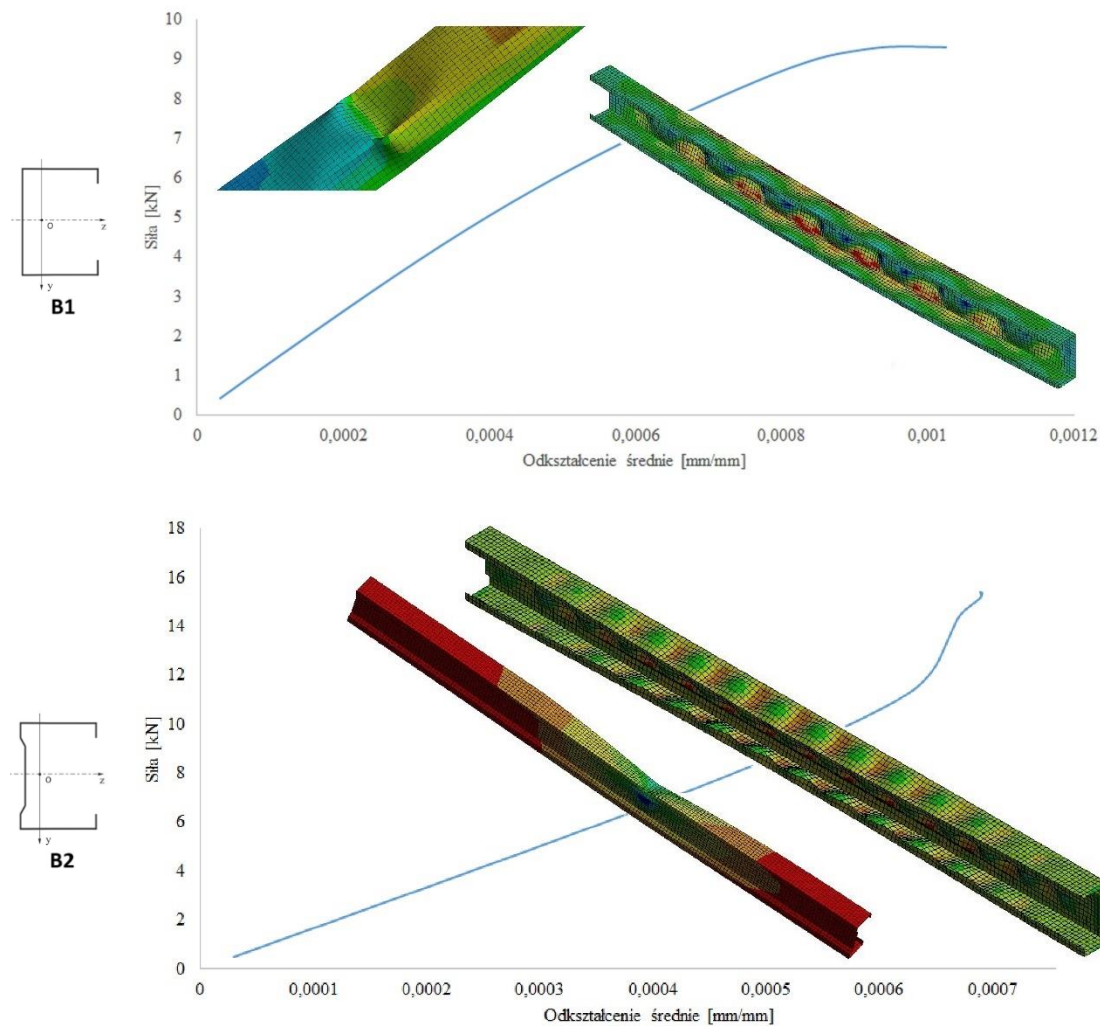 10
9
8
7
6
5
4
3
2
1
0
Siła [kN]
0 0,0002 0,0004 0,0006 0,0008 0,001 0,0012
Odkształcenie średnie [mm/mm]
0
z
y
B1
18
16
14
12
10
8
6
4
2
0
Siła [kN]
0 0,0001 0,0002 0,0003 0,0004 0,0005 0,0006 0,0007
Odkształcenie średnie [mm/mm]
0
z
y
B2